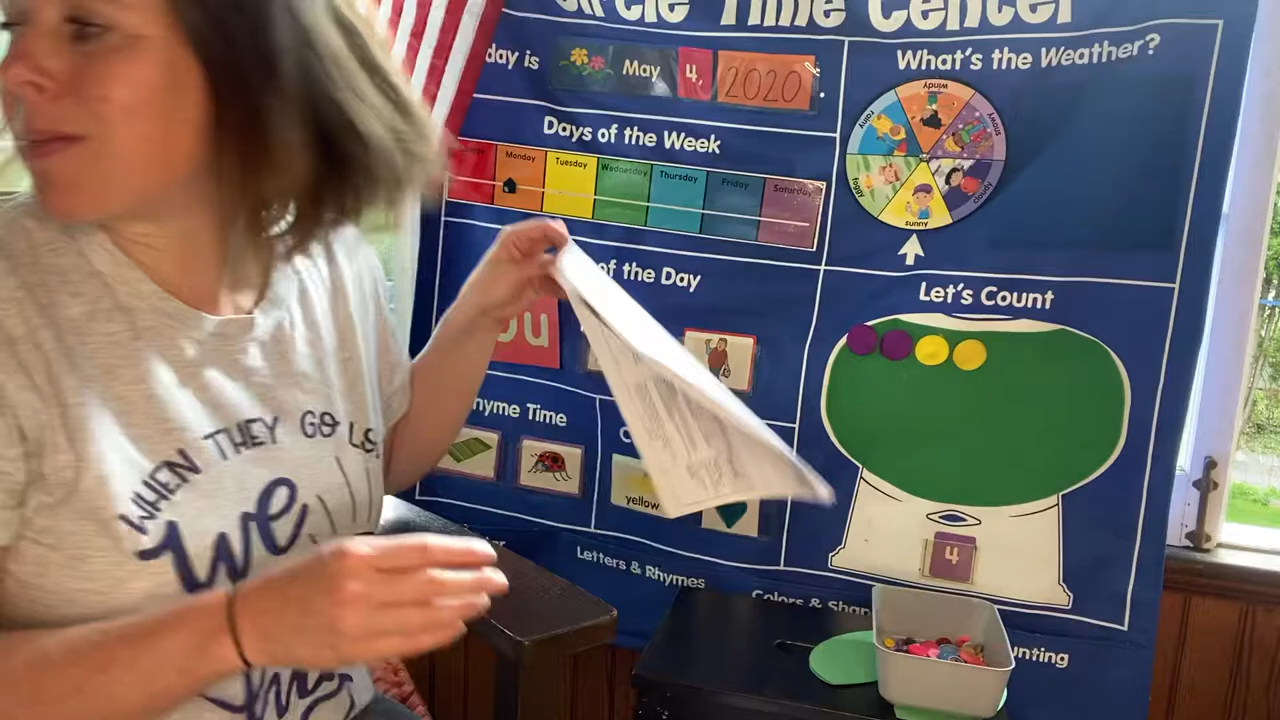 Circle Time Center
day is May 4, 2020
What's the Weather?
windy
snowy
cloudy
sunny
foggy
rainy
Days of the Week
Monday Tuesday Wednesday Thursday Friday Saturday
of the Day
Uu
Let's Count
4
hyme Time
yellow
Letters & Rhymes
Colors & Shap
unting
WHEN THEY GO LO
we